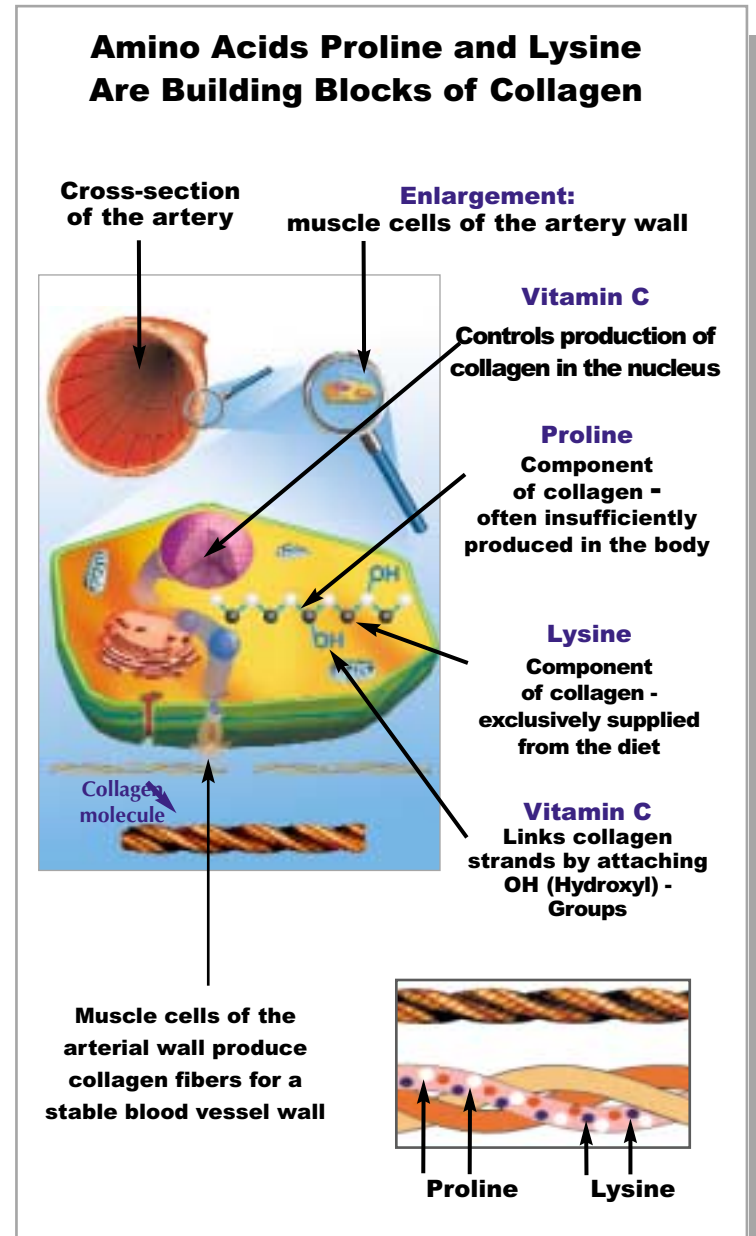 Amino Acids Proline and Lysine
Are Building Blocks of Collagen
Cross-section
of the artery
Enlargement:
muscle cells of the artery wall
Vitamin C
Controls production of
collagen in the nucleus
Proline
Component
of collagen -
often insufficiently
produced in the body
OH
OH
Lysine
Component
of collagen -
exclusively supplied
from the diet
Collagen
molecule
Vitamin C
Links collagen
strands by attaching
OH (Hydroxyl) -
Groups
Muscle cells of the
arterial wall produce
collagen fibers for a
stable blood vessel wall
Proline
Lysine